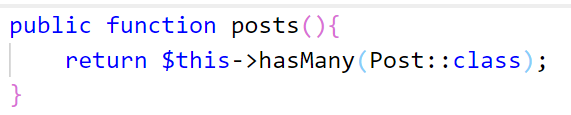 public function posts(){
    return $this->hasMany(Post::class);
}